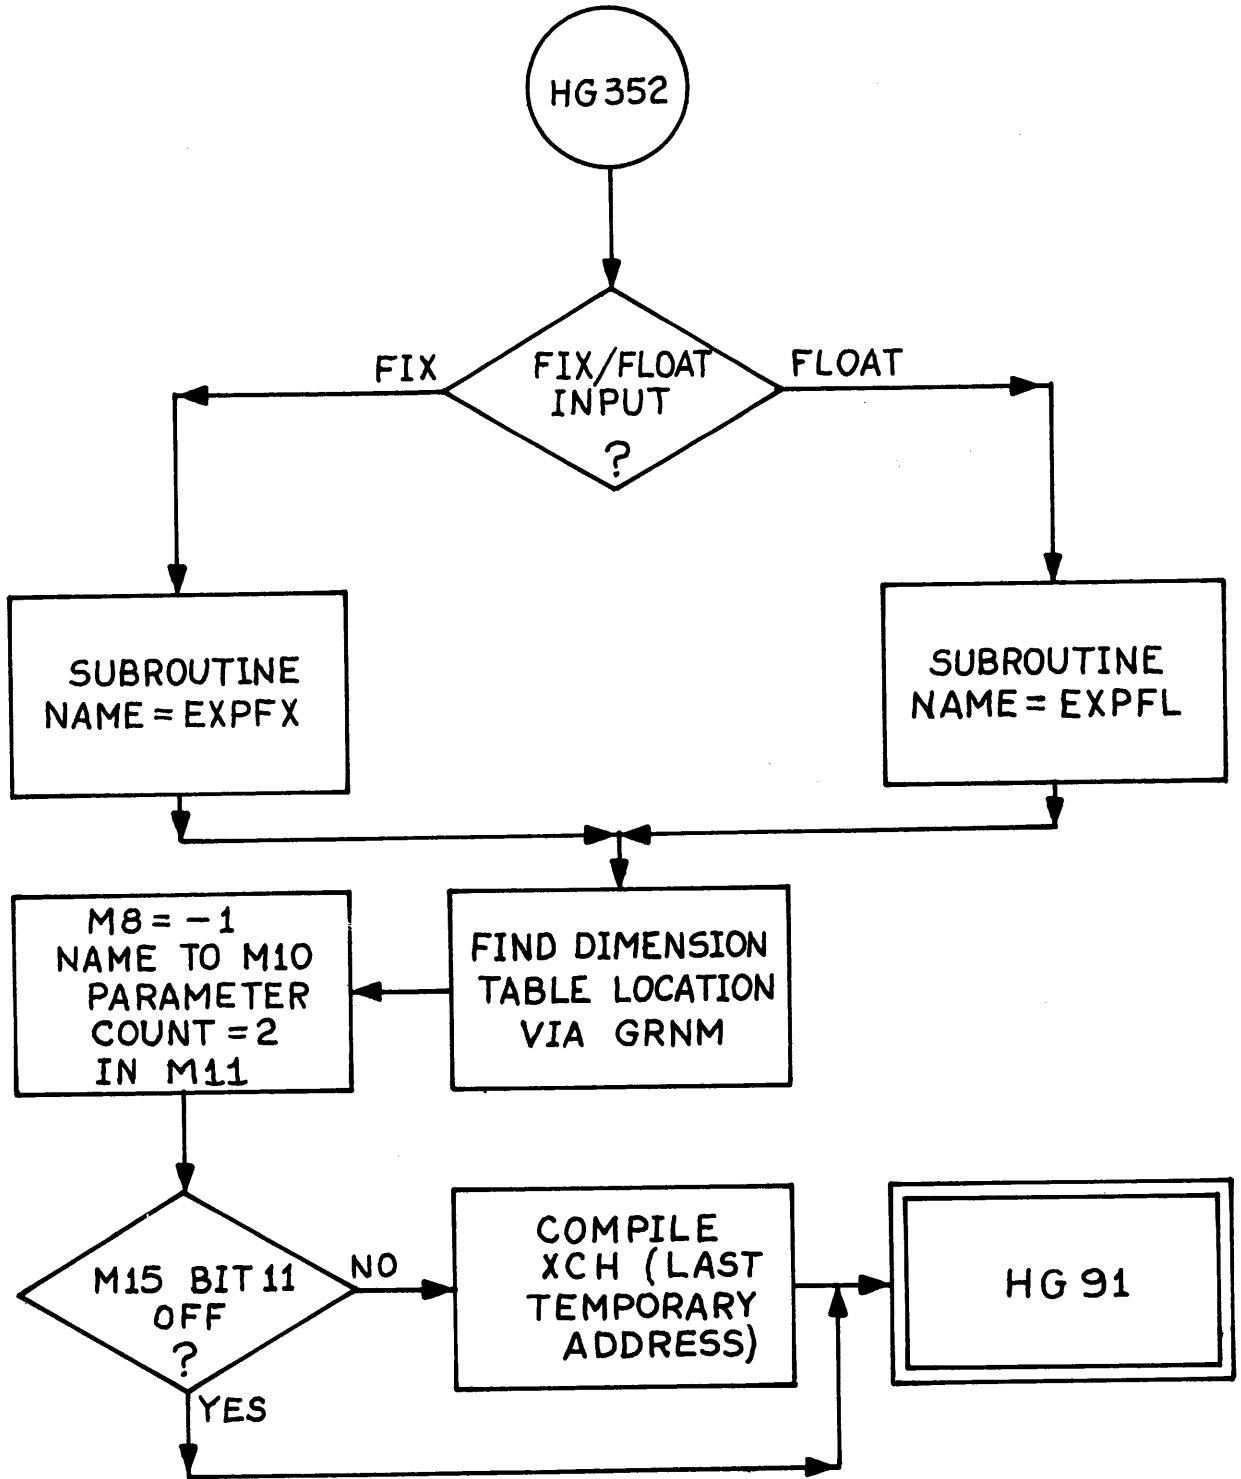 HG 352
FIX
FIX/FLOAT
INPUT
?
FLOAT
SUBROUTINE
NAME = EXPFX
SUBROUTINE
NAME = EXPFL
M8 = -1
NAME TO M10
PARAMETER
COUNT = 2
IN M11
FIND DIMENSION
TABLE LOCATION
VIA GRNM
M15 BIT 11
OFF
?
NO
YES
COMPILE
XCH (LAST
TEMPORARY
ADDRESS)
HG 91